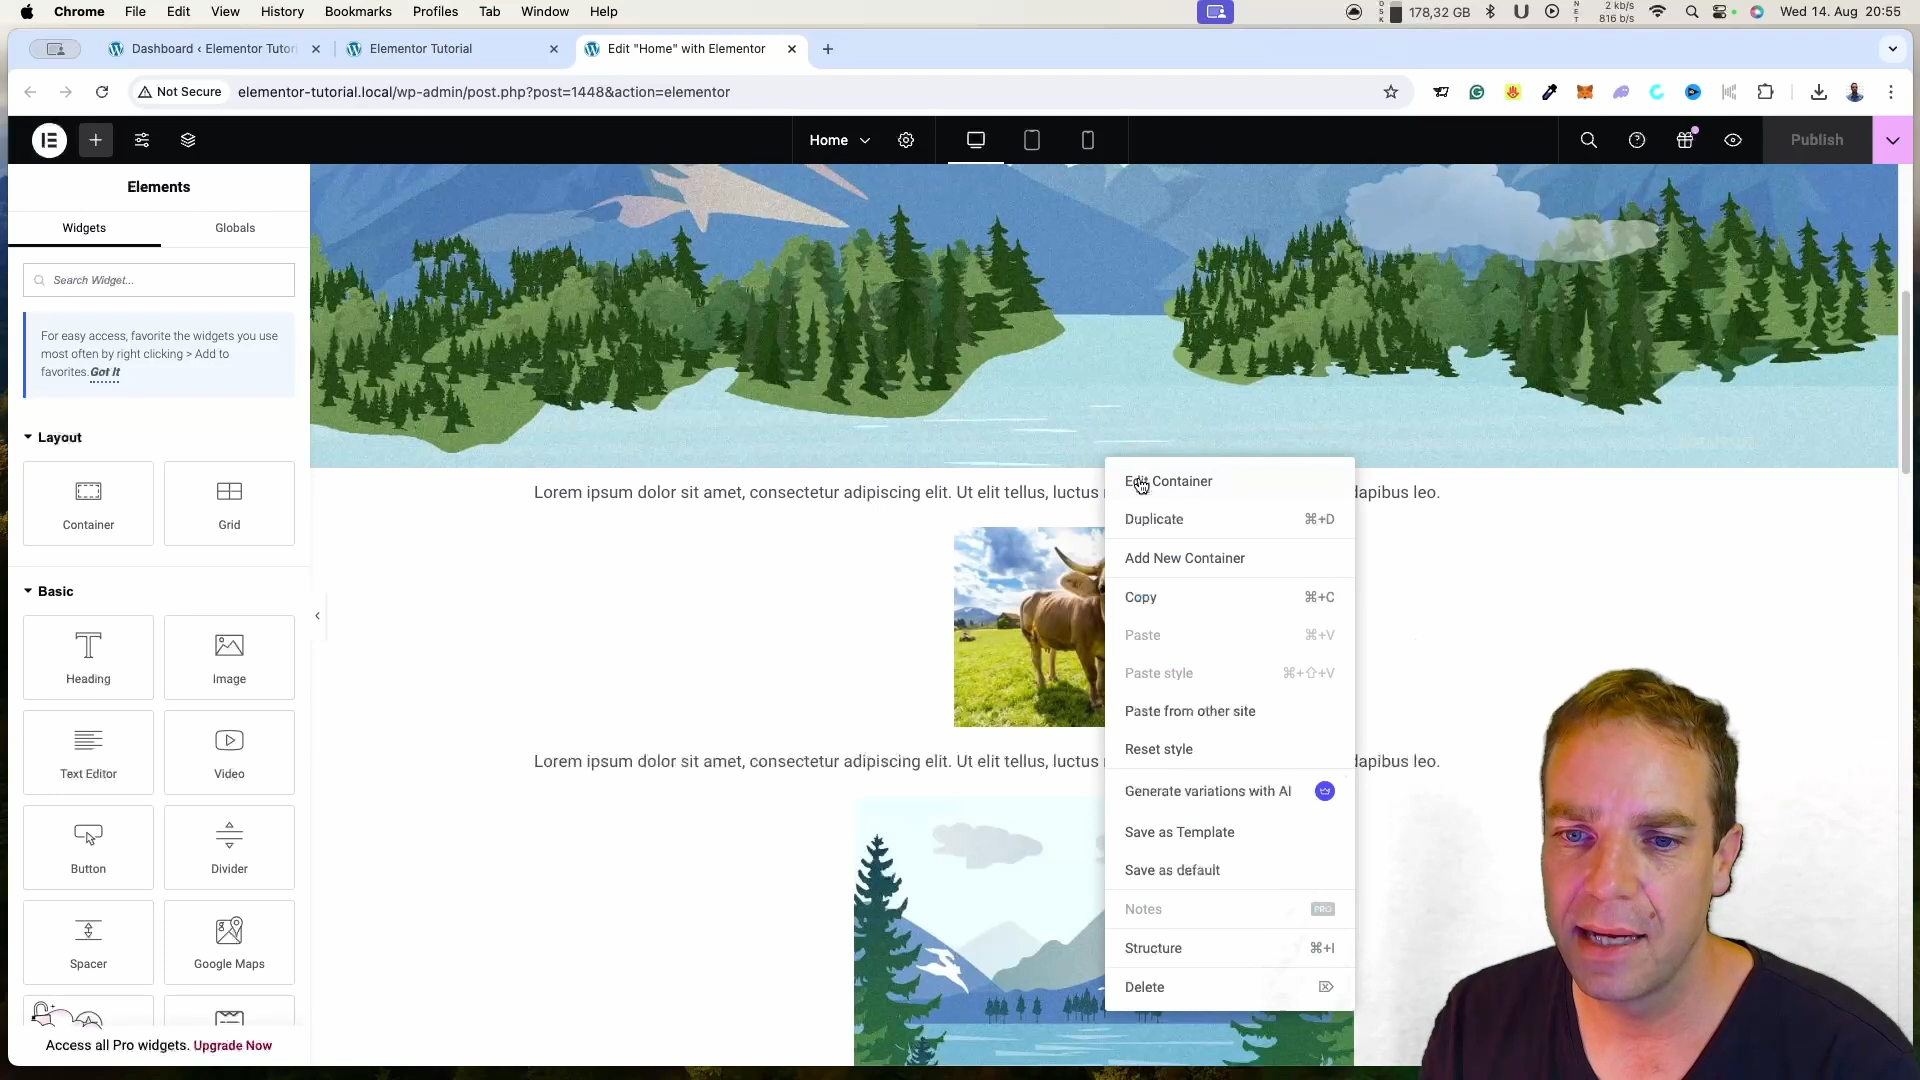 Chrome File Edit View History Bookmarks Profiles Tab Window Help
178,32 GB
2 kb/s
816 b/s
Wed 14. Aug 20:55
Dashboard ‹ Elementor Tutori
Elementor Tutorial
Edit "Home" with Elementor
Not Secure
elementor-tutorial.local/wp-admin/post.php?post=1448&action=elementor
Home
Publish
Elements
Widgets
Globals
Search Widget...
For easy access, favorite the widgets you use
most often by right clicking > Add to
favorites. Got It
Layout
Container
Grid
Basic
Heading
Image
Text Editor
Video
Button
Divider
Spacer
Google Maps
Access all Pro widgets. Upgrade Now
Lorem ipsum dolor sit amet, consectetur adipiscing elit. Ut elit tellus, luctus
dapibus leo.
Lorem ipsum dolor sit amet, consectetur adipiscing elit. Ut elit tellus, luctus
dapibus leo.
Edit Container
Duplicate ⌘+D
Add New Container
Copy ⌘+C
Paste ⌘+V
Paste style ⌘+⇧+V
Paste from other site
Reset style
Generate variations with AI
Save as Template
Save as default
Notes PRO
Structure ⌘+I
Delete